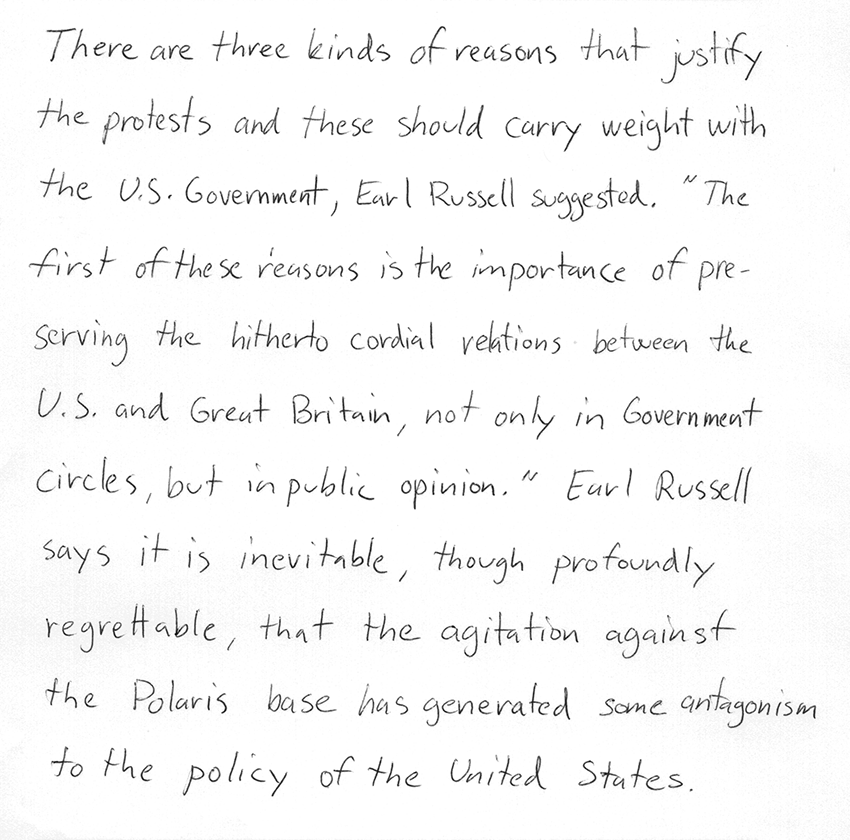 There are three kinds of reasons that justify
the protests and these should carry weight with
the U.S. Government, Earl Russell suggested. "The
first of these reasons is the importance of pre-
serving the hitherto cordial relations between the
U.S. and Great Britain, not only in Government
circles, but in public opinion." Earl Russell
says it is inevitable, though profoundly
regrettable, that the agitation against
the Polaris base has generated some antagonism
to the policy of the United States.